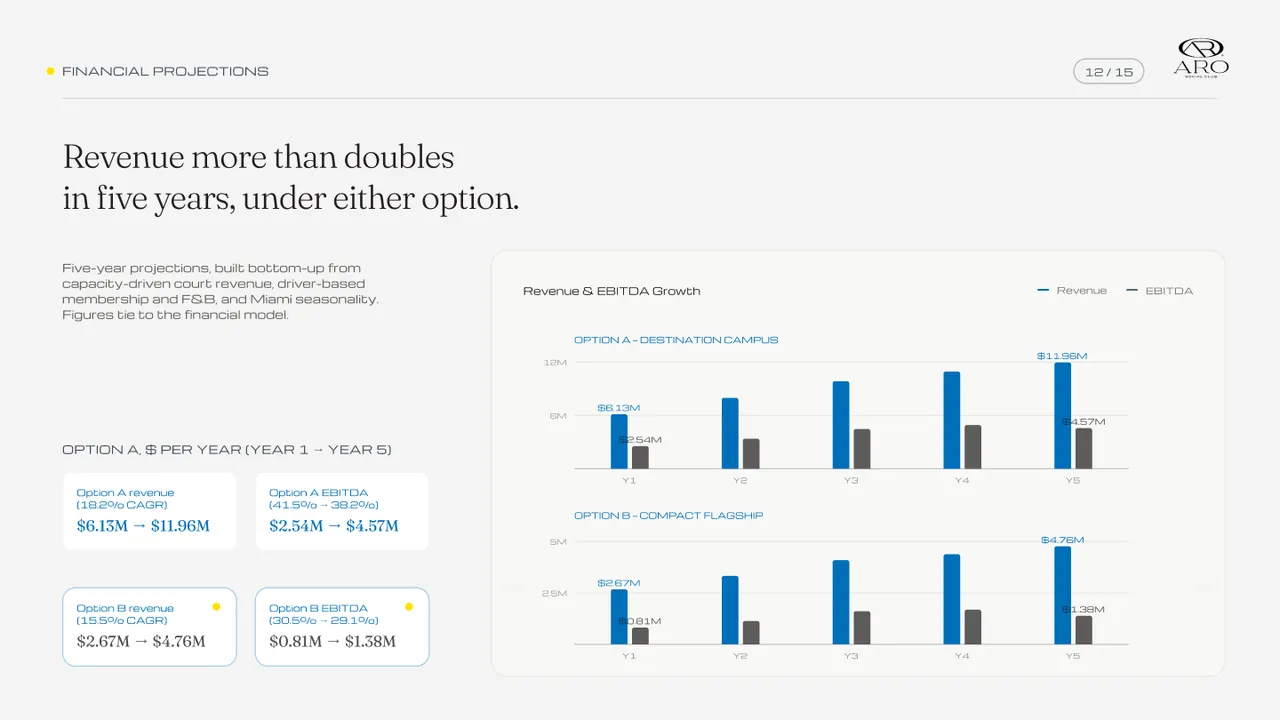 FINANCIAL PROJECTIONS
12 / 15
AR.
ARO
Revenue more than doubles
in five years, under either option.
Five-year projections, built bottom-up from
capacity-driven court revenue, driver-based
membership and F&B, and Miami seasonality.
Figures tie to the financial model.
OPTION A, $ PER YEAR (YEAR 1 → YEAR 5)
Option A revenue
(18.2% CAGR)
$6.13M → $11.96M
Option A EBITDA
(41.5% → 38.2%)
$2.54M → $4.57M
Option B revenue
(15.5% CAGR)
$2.67M → $4.76M
Option B EBITDA
(30.5% → 29.1%)
$0.81M → $1.38M
Revenue & EBITDA Growth
Revenue
EBITDA
OPTION A – DESTINATION CAMPUS
12M
6M
$6.13M
$2.54M
$11.96M
$4.57M
Y1
Y2
Y3
Y4
Y5
OPTION B – COMPACT FLAGSHIP
5M
2.5M
$2.67M
$0.81M
$4.76M
$1.38M
Y1
Y2
Y3
Y4
Y5